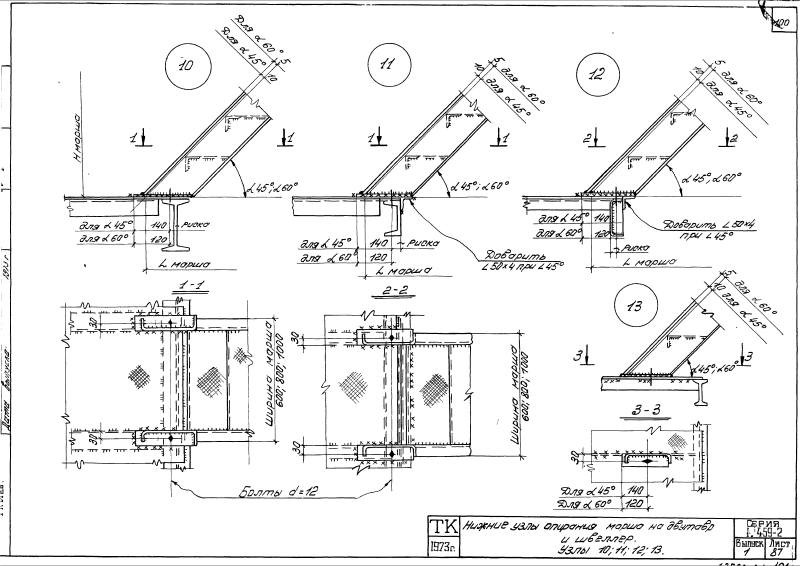 100
10
Для α 60°
Для α 45°
5
10
11
5
10
для α 60°
для α 45°
12
5
10
для α 60°
для α 45°
H марша
1
1
1
1
2
2
α 45°; α 60°
α 45°; α 60°
α 45°; α 60°
для α 45° 140 Риска
для α 60° 120
L марша
для α 45° 140 Риска
для α 60° 120
L марша
Доварить
L 50×4 при L 45°
для α 45° 140
для α 60° 120
Риска
L марша
Доварить L 50×4
при L 45°
1-1
30
30
Ширина марша
600; 800; 1000
2-2
30
30
Ширина марша
600; 800; 1000
Болты d=12
13
5
10
для α 60°
для α 45°
3
3
α 45°; α 60°
3-3
30
Для α 45° 140
Для α 60° 120
ТК
1973г.
Нижние узлы опирания марша на двутавр
и швеллер.
Узлы 10; 11; 12; 13.
Серия
1.459-2
Выпуск
1
Лист
87